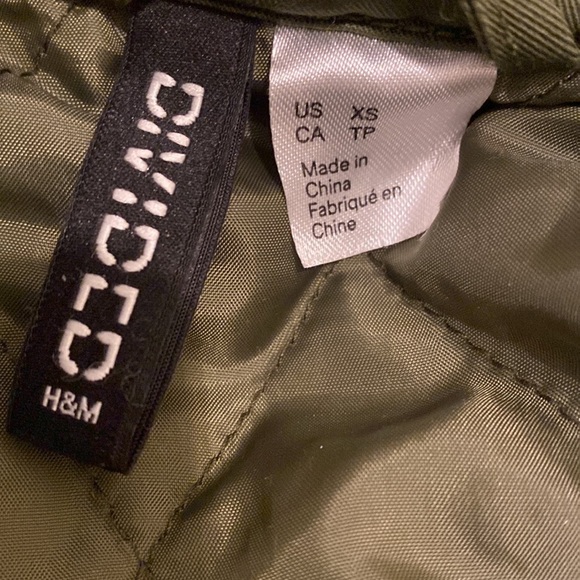 DIVIDED
H&M
US XS
CA TP
Made in
China
Fabriqué en
Chine